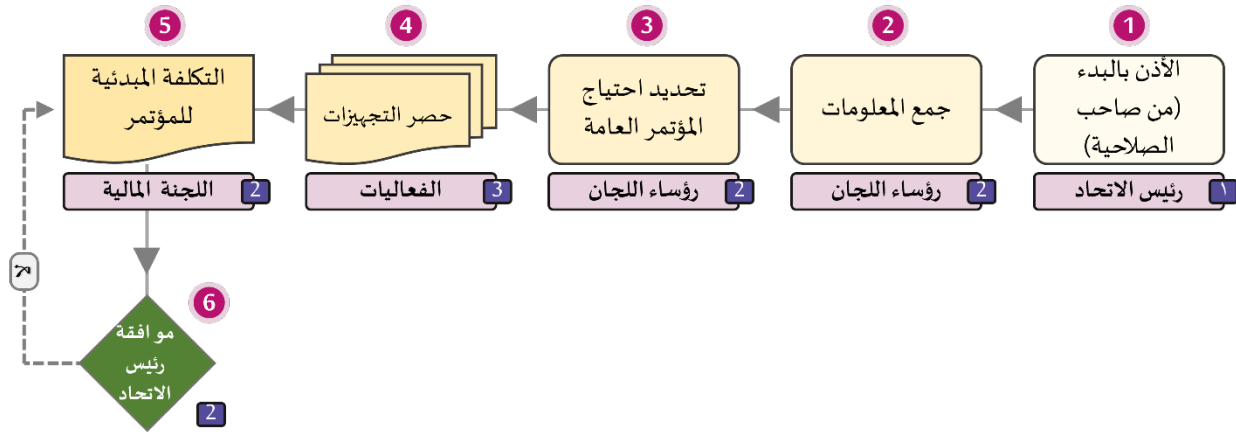 1
الأذن بالبدء
(من صاحب
الصلاحية)
رئيس الاتحاد
١
2
جمع المعلومات
رؤساء اللجان
2
3
تحديد احتياج
المؤتمر العامة
رؤساء اللجان
2
4
حصر التجهيزات
الفعاليات
3
5
التكلفة المبدئية
للمؤتمر
اللجنة المالية
2
6
موافقة
رئيس
الاتحاد
2
لا